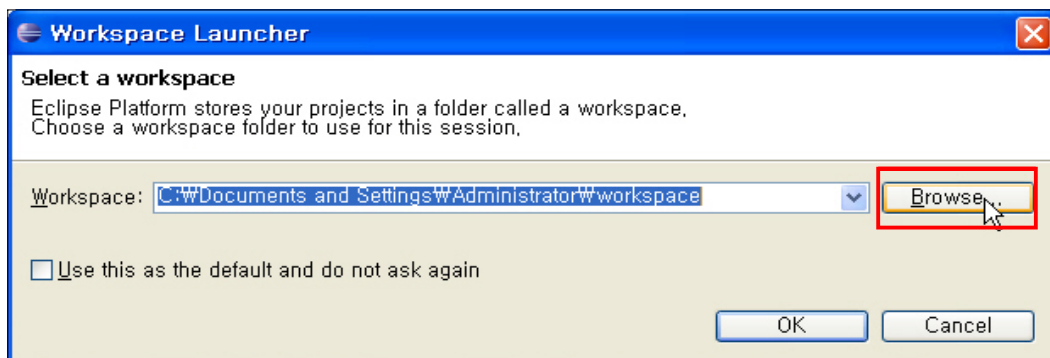 Workspace Launcher
Select a workspace
Eclipse Platform stores your projects in a folder called a workspace.
Choose a workspace folder to use for this session.
Workspace: C:₩Documents and Settings₩Administrator₩workspace Browse...
Use this as the default and do not ask again
OK Cancel